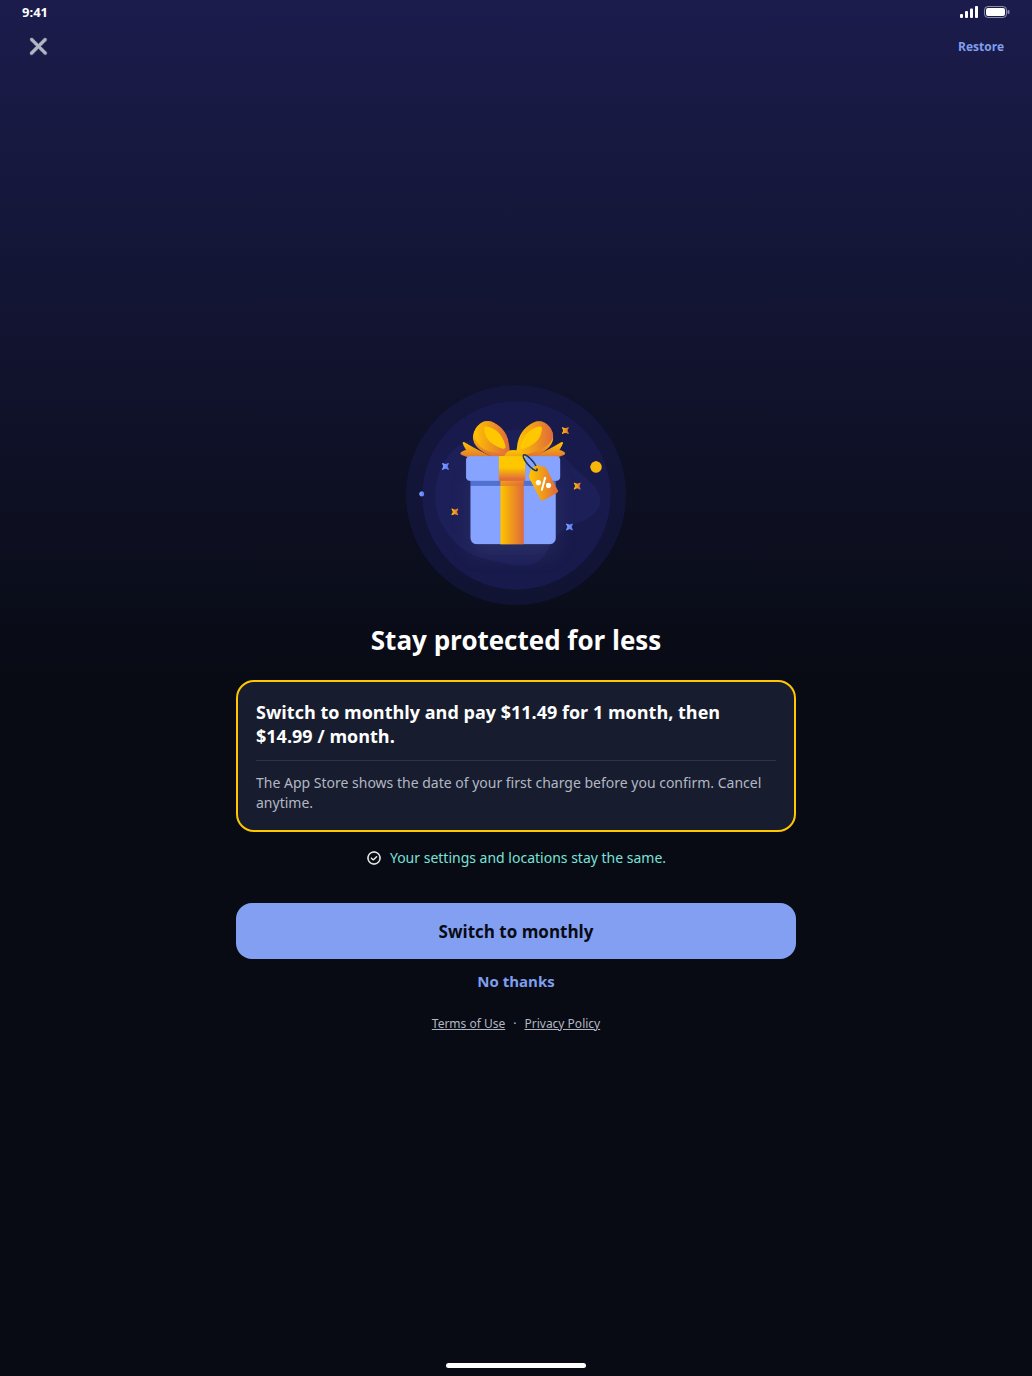 9:41
Restore
%
Stay protected for less
Switch to monthly and pay $11.49 for 1 month, then
$14.99 / month.
The App Store shows the date of your first charge before you confirm. Cancel
anytime.
Your settings and locations stay the same.
Switch to monthly
No thanks
Terms of Use · Privacy Policy